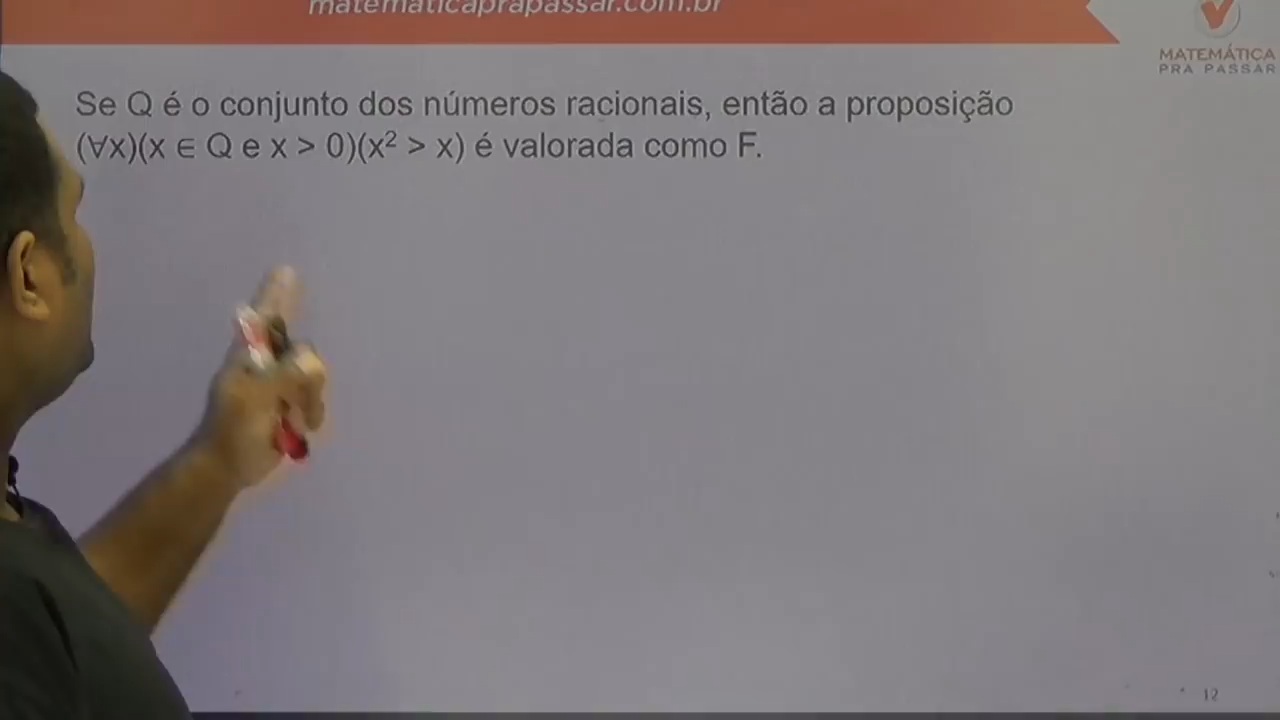 matematicaprapassar.com.br
MATEMÁTICA
PRA PASSAR
Se Q é o conjunto dos números racionais, então a proposição
(∀x)(x ∈ Q e x > 0)(x² > x) é valorada como F.
12